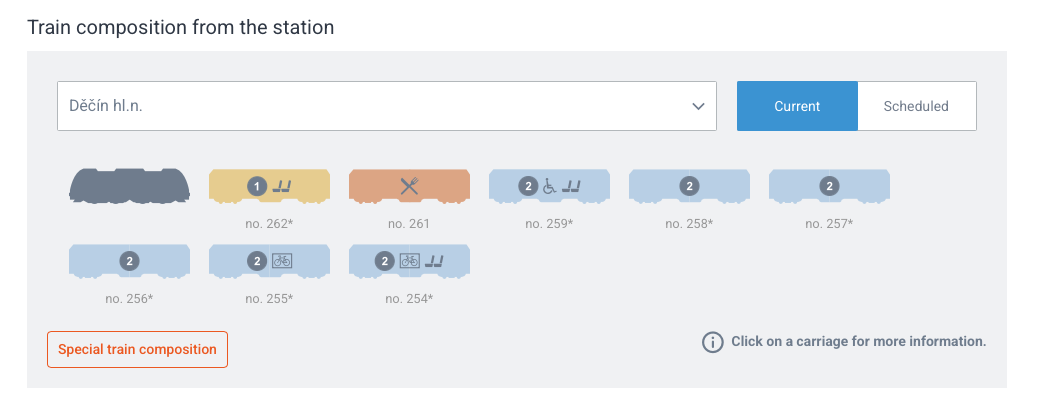 Train composition from the station
Děčín hl.n.
Current
Scheduled
1
2
2
2
no. 262*
no. 261
no. 259*
no. 258*
no. 257*
2
2
2
no. 256*
no. 255*
no. 254*
Special train composition
Click on a carriage for more information.